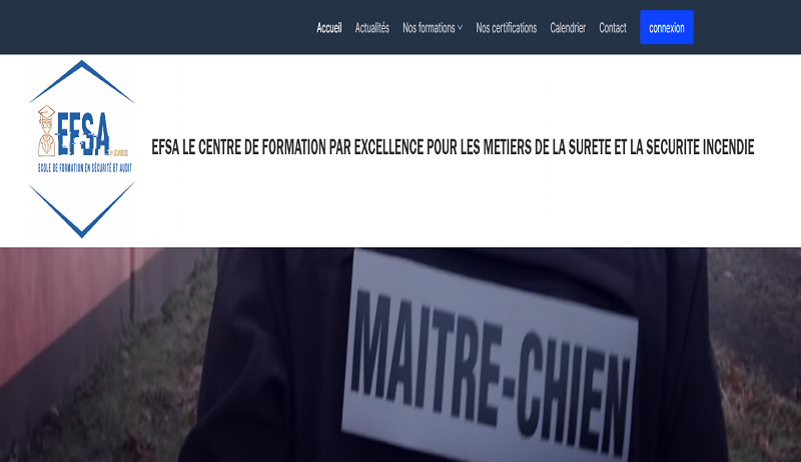 Accueil Actualités Nos formations Nos certifications Calendrier Contact connexion
EFSA
ECOLE DE FORMATION EN SÉCURITÉ ET AUDIT
EFSA LE CENTRE DE FORMATION PAR EXCELLENCE POUR LES METIERS DE LA SURETE ET LA SECURITE INCENDIE
MAITRE-CHIEN